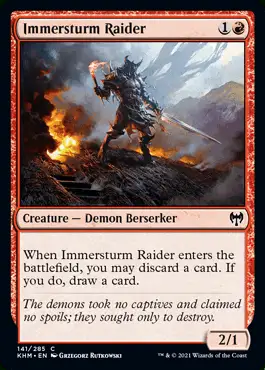 Immersturm Raider 1
Creature — Demon Berserker
When Immersturm Raider enters the
battlefield, you may discard a card. If
you do, draw a card.
The demons took no captives and claimed
no spoils; they sought only to destroy.
2/1
141/285 C
KHM • EN Grzegorz Rutkowski
™ & © 2021 Wizards of the Coast